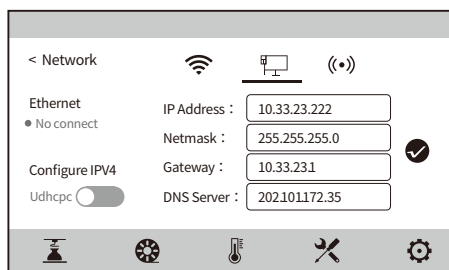 < Network
Ethernet
No connect
IP Address： 10.33.23.222
Netmask： 255.255.255.0
Configure IPV4
Gateway： 10.33.23.1
Udhcpc
DNS Server： 202.101.172.35